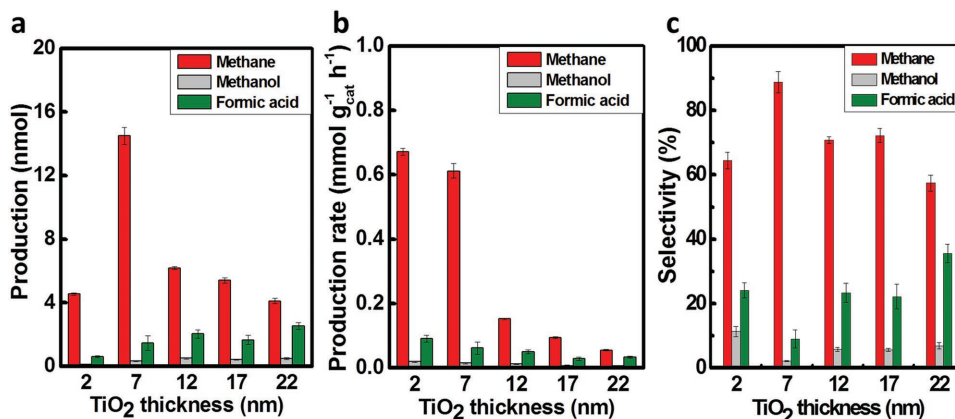 a
20
16
12
8
4
0
Production (nmol)
Methane
Methanol
Formic acid
2 7 12 17 22
TiO2 thickness (nm)
b
1.0
0.8
0.6
0.4
0.2
0.0
Production rate (mmol g⁻¹cat h⁻¹)
Methane
Methanol
Formic acid
2 7 12 17 22
TiO2 thickness (nm)
c
100
80
60
40
20
0
Selectivity (%)
Methane
Methanol
Formic acid
2 7 12 17 22
TiO2 thickness (nm)